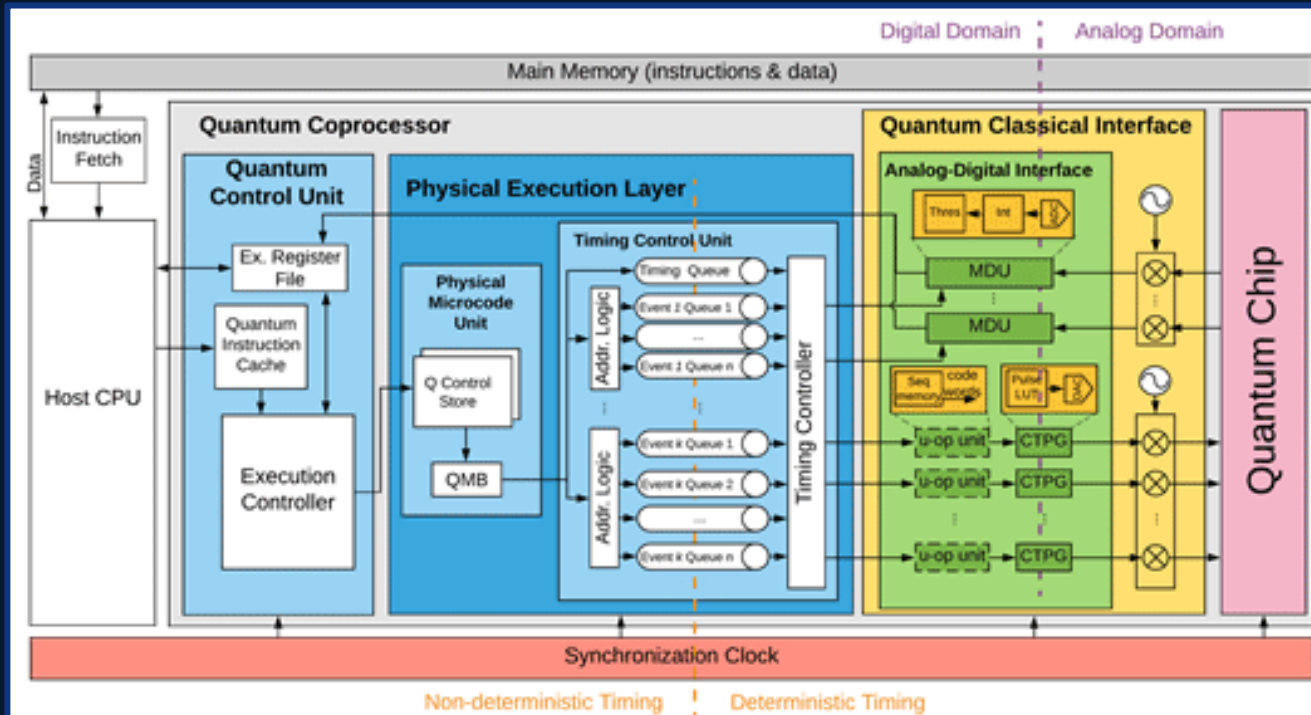 Digital Domain
Analog Domain
Main Memory (instructions & data)
Data
Instruction
Fetch
Host CPU
Quantum Coprocessor
Quantum
Control Unit
Ex. Register
File
Quantum
Instruction
Cache
Execution
Controller
Physical Execution Layer
Physical
Microcode
Unit
Q Control
Store
QMB
Timing Control Unit
Timing Queue
Addr. Logic
Event 1 Queue 1
...
Event 1 Queue n
Addr. Logic
Event k Queue 1
Event k Queue 2
...
Event k Queue n
Timing Controller
Quantum Classical Interface
Analog-Digital Interface
Thres
Int
ADC
MDU
MDU
Seq
memory
code
words
Pulse
LUT
DAC
u-op unit
CTPG
u-op unit
CTPG
u-op unit
CTPG
Quantum Chip
Synchronization Clock
Non-deterministic Timing
Deterministic Timing